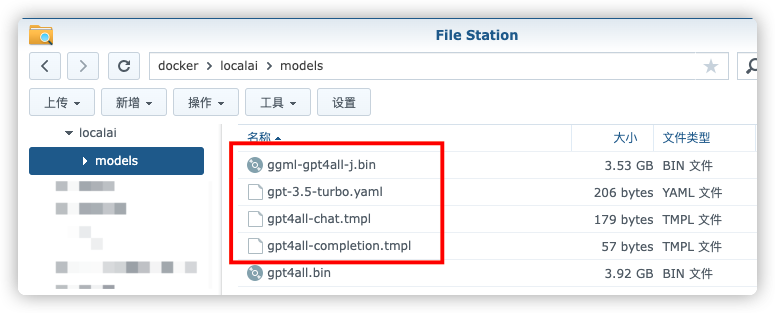 File Station
docker > localai > models
上传 新增 操作 工具 设置
localai
models
名称 大小 文件类型
ggml-gpt4all-j.bin 3.53 GB BIN 文件
gpt-3.5-turbo.yaml 206 bytes YAML 文件
gpt4all-chat.tmpl 179 bytes TMPL 文件
gpt4all-completion.tmpl 57 bytes TMPL 文件
gpt4all.bin 3.92 GB BIN 文件